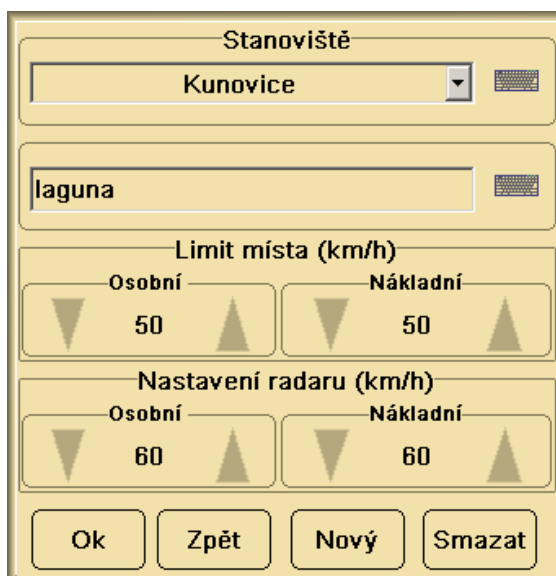 Stanoviště
Kunovice
laguna
Limit místa (km/h)
Osobní Nákladní
50 50
Nastavení radaru (km/h)
Osobní Nákladní
60 60
Ok Zpět Nový Smazat